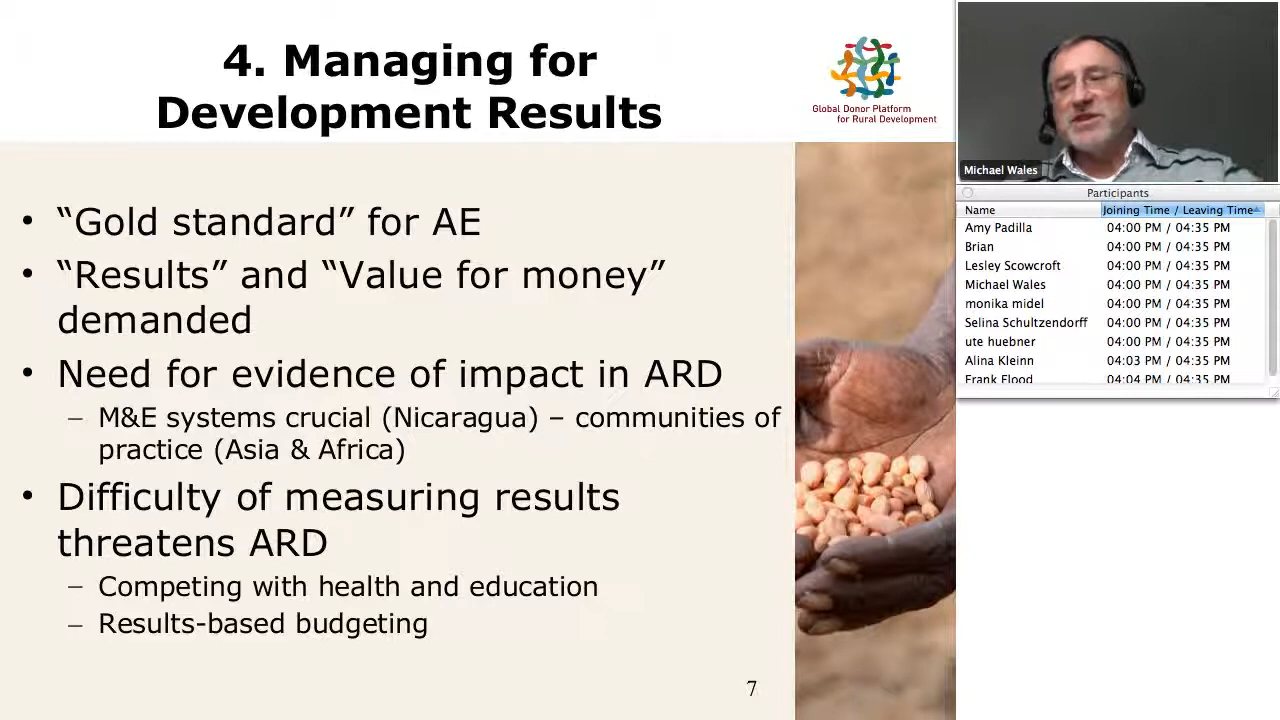 4. Managing for
Development Results
Global Donor Platform
for Rural Development
• “Gold standard” for AE
• “Results” and “Value for money”
demanded
• Need for evidence of impact in ARD
– M&E systems crucial (Nicaragua) – communities of
practice (Asia & Africa)
• Difficulty of measuring results
threatens ARD
– Competing with health and education
– Results-based budgeting
7
Michael Wales
Participants
Name Joining Time / Leaving Time
Amy Padilla 04:00 PM / 04:35 PM
Brian 04:00 PM / 04:35 PM
Lesley Scowcroft 04:00 PM / 04:35 PM
Michael Wales 04:00 PM / 04:35 PM
monika midel 04:00 PM / 04:35 PM
Selina Schultzendorff 04:00 PM / 04:35 PM
ute huebner 04:00 PM / 04:35 PM
Alina Kleinn 04:03 PM / 04:35 PM
Frank Flood 04:04 PM / 04:35 PM